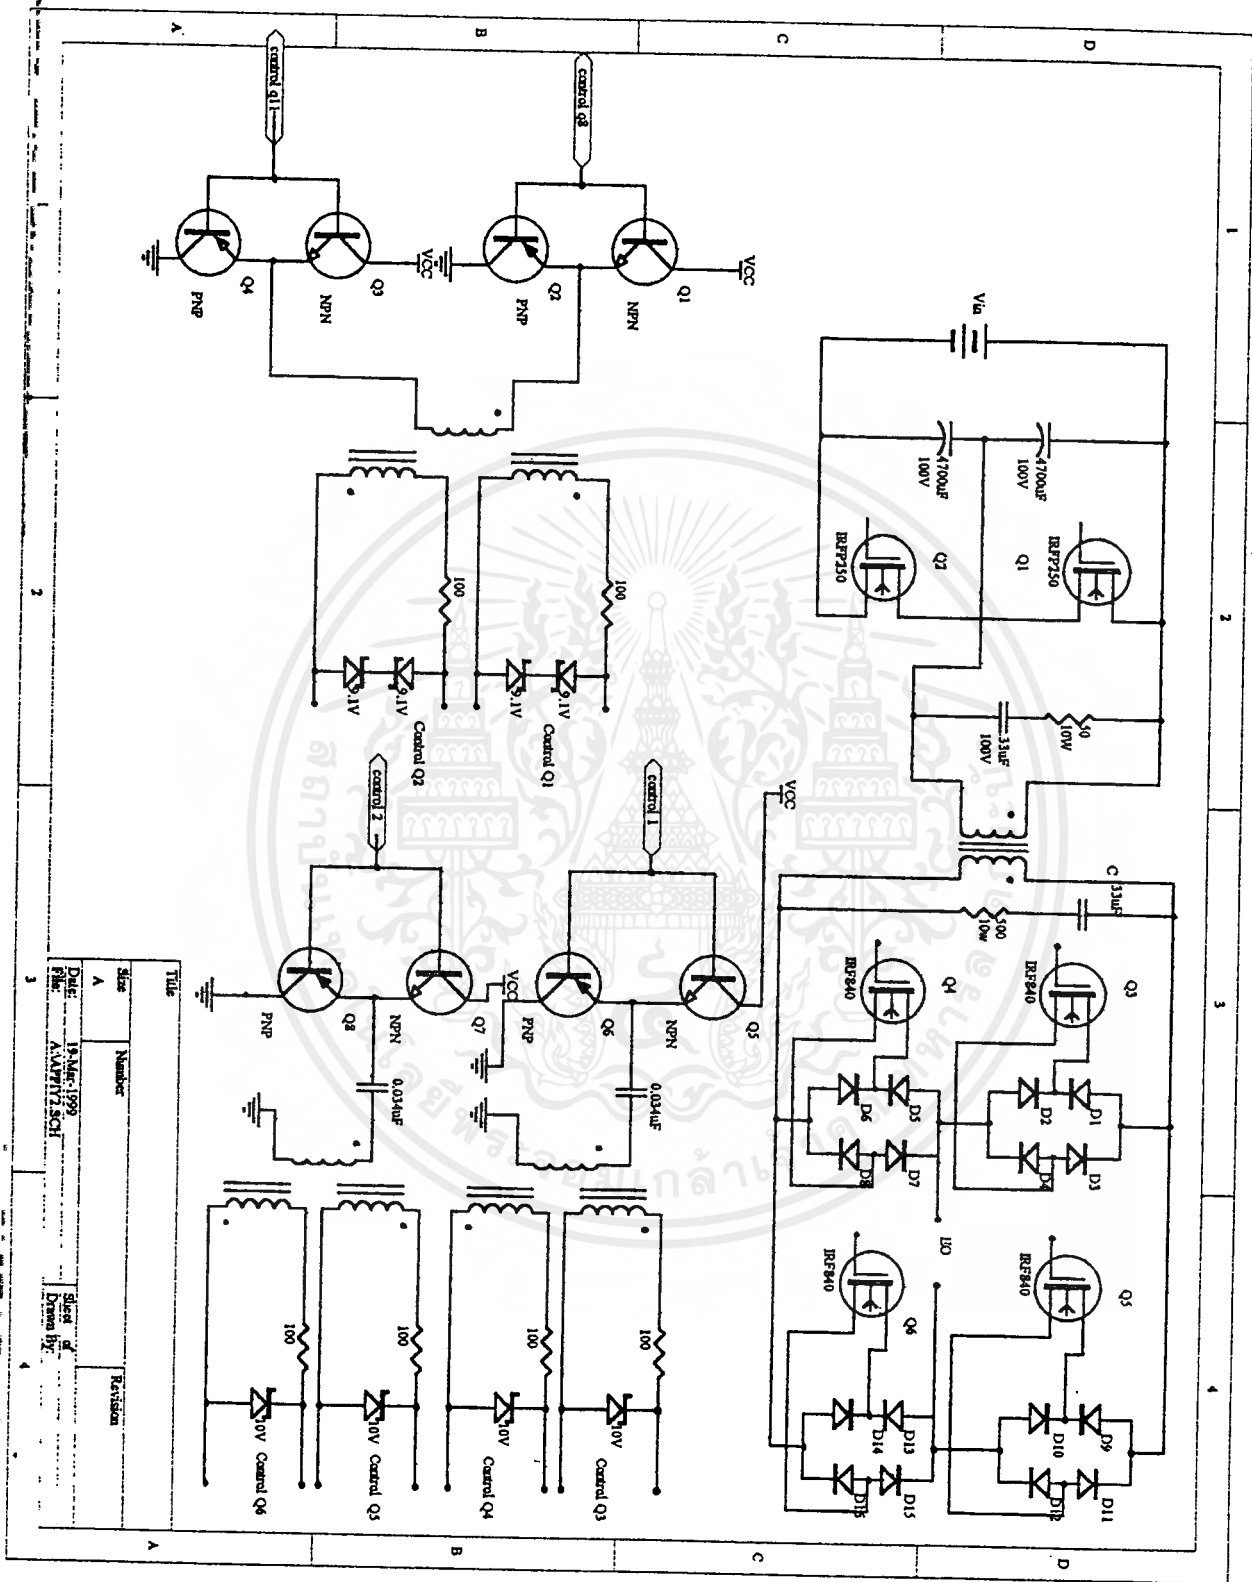 A
B
C
D
1
2
3
4
control q11
control q8
Q4
PNP
Q3
NPN
VCC
Q2
PNP
Q1
NPN
VCC
Vin
4700uF
100V
4700uF
100V
Q2
IRFP250
Q1
IRFP250
50
10W
.33uF
100V
C
33uF
500
10w
100
9.1V
9.1V
Control Q1
100
9.1V
9.1V
Control Q2
control 1
control 2
VCC
Q5
NPN
Q6
PNP
VCC
Q7
NPN
Q8
PNP
0.034uF
0.034uF
Q3
IRF840
Q4
IRF840
D1
D2
D3
D4
D5
D6
D7
D8
Q5
IRF840
Q6
IRF840
D9
D10
D11
D12
D13
D14
D15
D16
100
10V
Control Q3
100
10V
Control Q4
100
10V
Control Q5
100
10V
Control Q6
Title
Size
Number
Revision
A
Date:
19-Mar-1999
Sheet of
File:
Drawn By:
1
2
3
4
A
B
C
D